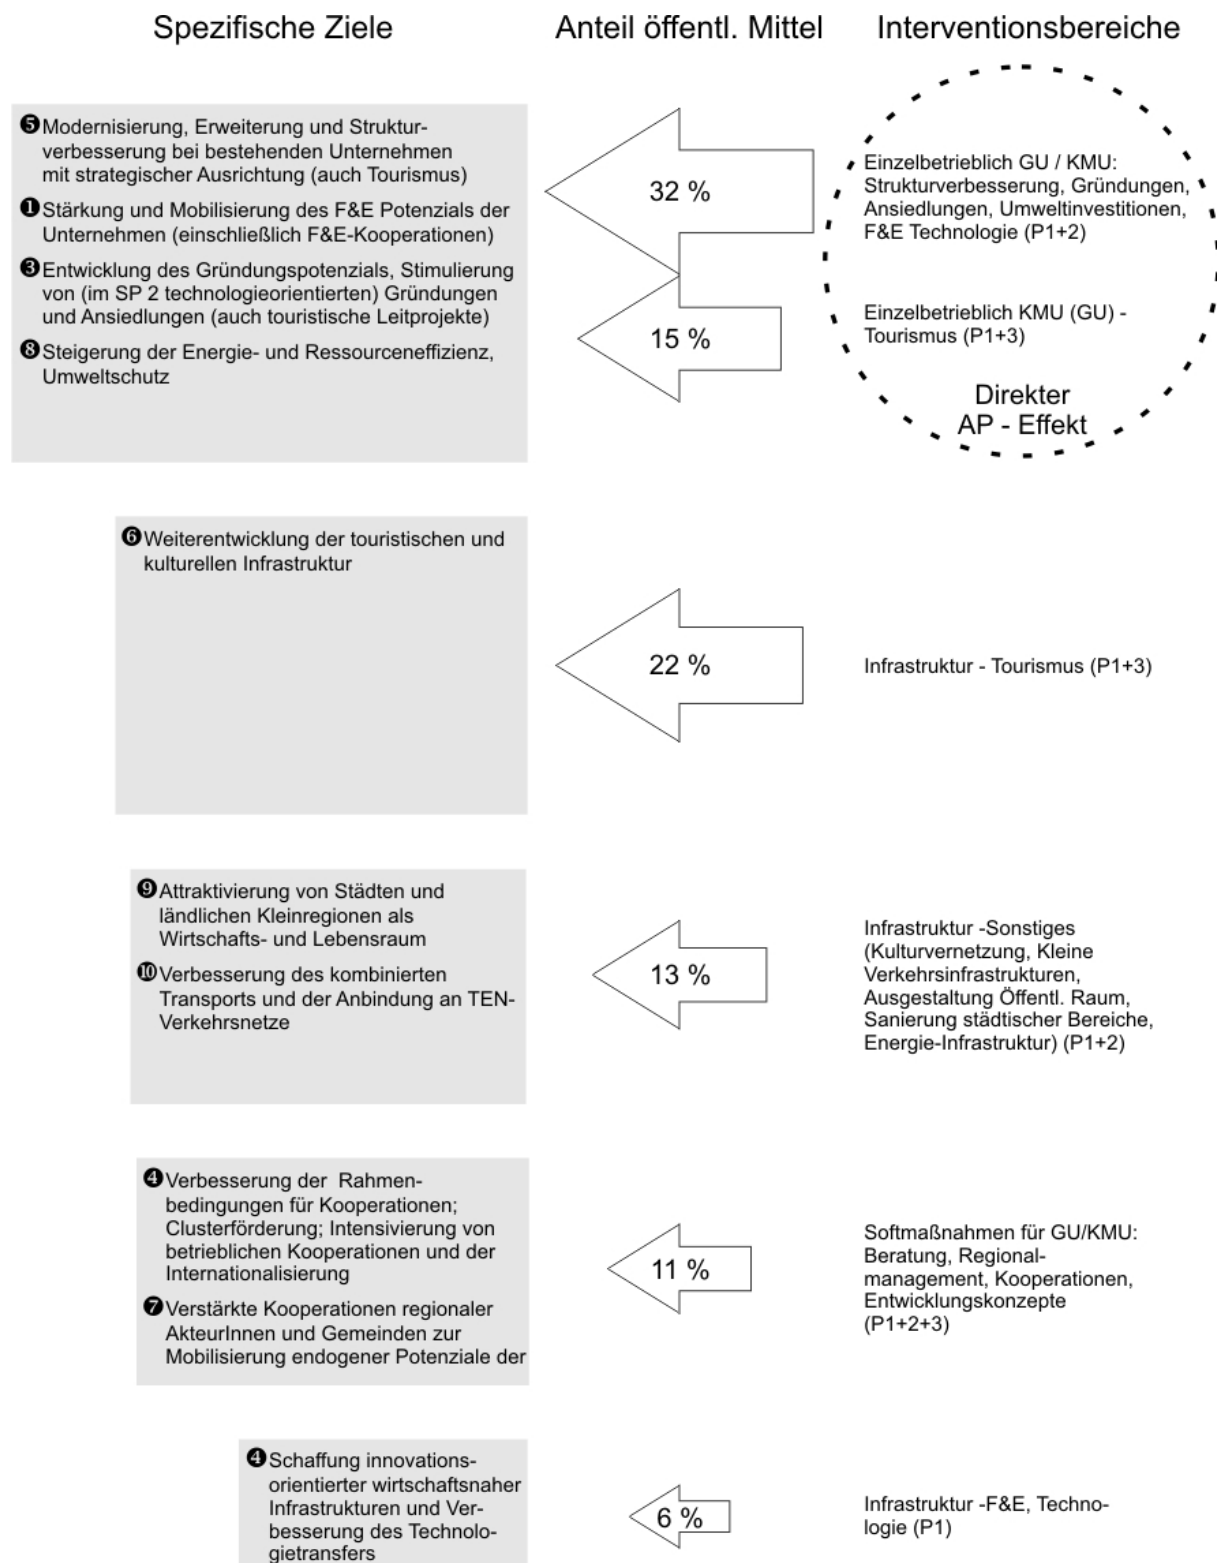 Spezifische Ziele
Anteil öffentl. Mittel
Interventionsbereiche
❺Modernisierung, Erweiterung und Struktur-
verbesserung bei bestehenden Unternehmen
mit strategischer Ausrichtung (auch Tourismus)
❶Stärkung und Mobilisierung des F&E Potenzials der
Unternehmen (einschließlich F&E-Kooperationen)
❸Entwicklung des Gründungspotenzials, Stimulierung
von (im SP 2 technologieorientierten) Gründungen
und Ansiedlungen (auch touristische Leitprojekte)
❽Steigerung der Energie- und Ressourceneffizienz,
Umweltschutz
32 %
15 %
Einzelbetrieblich GU / KMU:
Strukturverbesserung, Gründungen,
Ansiedlungen, Umweltinvestitionen,
F&E Technologie (P1+2)
Einzelbetrieblich KMU (GU) -
Tourismus (P1+3)
Direkter
AP - Effekt
❻Weiterentwicklung der touristischen und
kulturellen Infrastruktur
22 %
Infrastruktur - Tourismus (P1+3)
❾Attraktivierung von Städten und
ländlichen Kleinregionen als
Wirtschafts- und Lebensraum
❿Verbesserung des kombinierten
Transports und der Anbindung an TEN-
Verkehrsnetze
13 %
Infrastruktur -Sonstiges
(Kulturvernetzung, Kleine
Verkehrsinfrastrukturen,
Ausgestaltung Öffentl. Raum,
Sanierung städtischer Bereiche,
Energie-Infrastruktur) (P1+2)
❹Verbesserung der Rahmen-
bedingungen für Kooperationen;
Clusterförderung; Intensivierung von
betrieblichen Kooperationen und der
Internationalisierung
❼Verstärkte Kooperationen regionaler
AkteurInnen und Gemeinden zur
Mobilisierung endogener Potenziale der
11 %
Softmaßnahmen für GU/KMU:
Beratung, Regional-
management, Kooperationen,
Entwicklungskonzepte
(P1+2+3)
❹Schaffung innovations-
orientierter wirtschaftsnaher
Infrastrukturen und Ver-
besserung des Technolo-
gietransfers
6 %
Infrastruktur -F&E, Techno-
logie (P1)